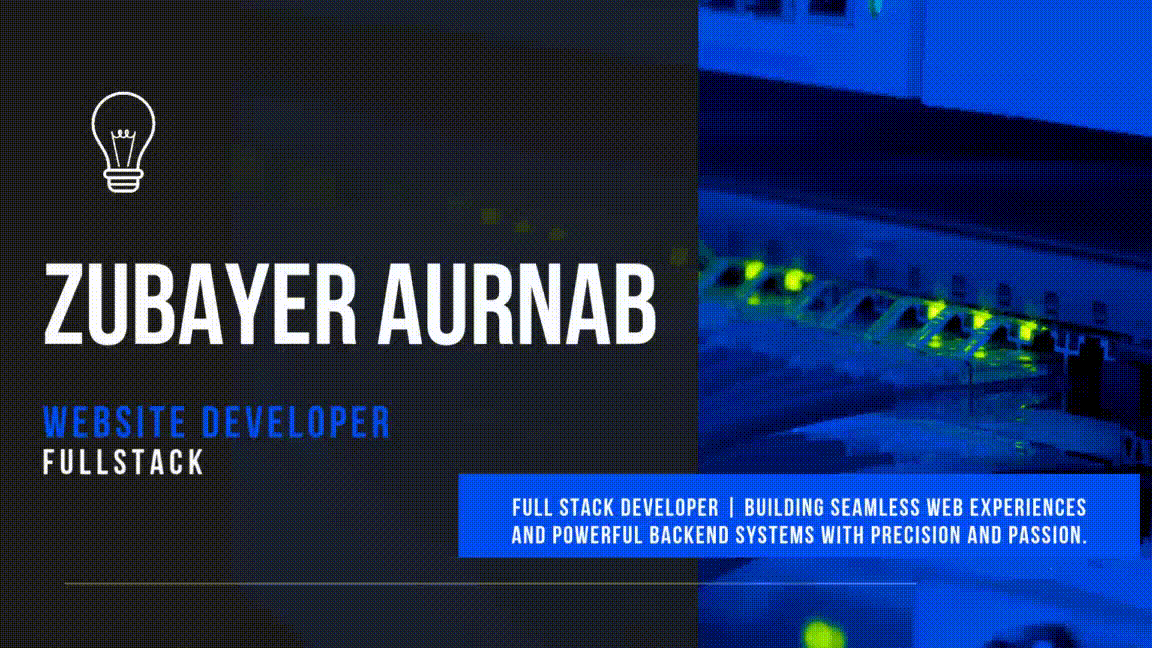 ZUBAYER AURNAB
WEBSITE DEVELOPER
FULLSTACK
FULL STACK DEVELOPER | BUILDING SEAMLESS WEB EXPERIENCES
AND POWERFUL BACKEND SYSTEMS WITH PRECISION AND PASSION.